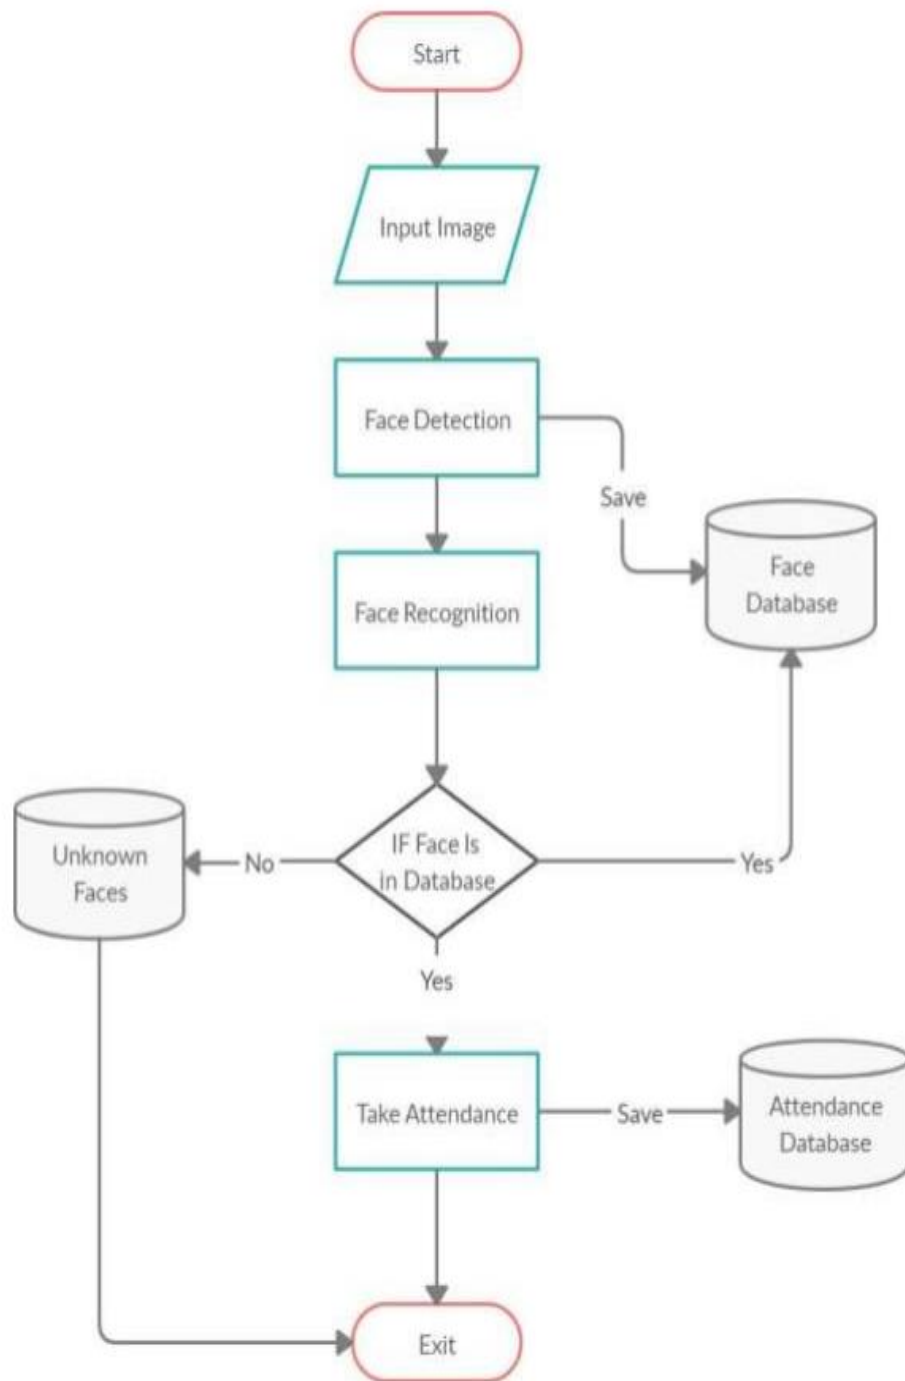 Start
Input Image
Face Detection
Save
Face
Database
Face Recognition
IF Face Is
in Database
No
Unknown
Faces
Yes
Yes
Take Attendance
Save
Attendance
Database
Exit